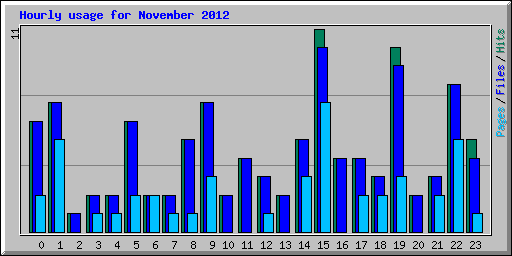 Hourly usage for November 2012
11
Pages / Files / Hits
0 1 2 3 4 5 6 7 8 9 10 11 12 13 14 15 16 17 18 19 20 21 22 23